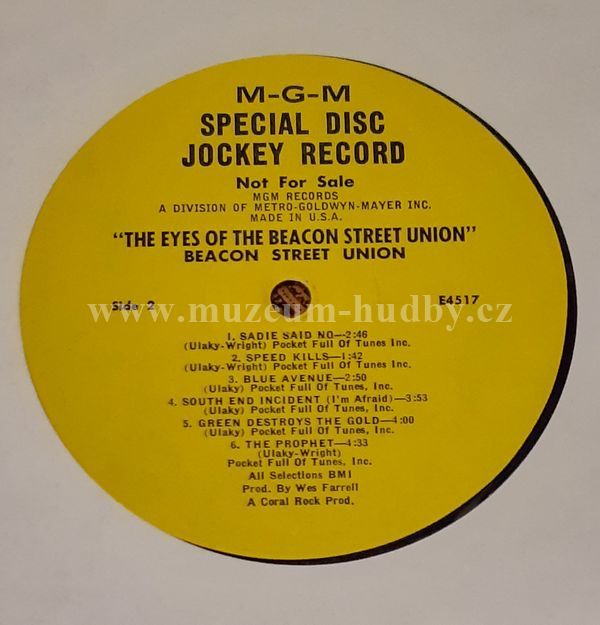 M-G-M
SPECIAL DISC
JOCKEY RECORD
Not For Sale
MGM RECORDS
A DIVISION OF METRO-GOLDWYN-MAYER INC.
MADE IN U.S.A.
"THE EYES OF THE BEACON STREET UNION"
BEACON STREET UNION
Side 2 E4517
www.muzeum-hudby.cz
1. SADIE SAID NO—2:46
(Ulaky-Wright) Pocket Full Of Tunes, Inc.
2. SPEED KILLS—1:42
(Ulaky) Pocket Full Of Tunes, Inc.
3. BLUE AVENUE—2:50
(Ulaky) Pocket Full Of Tunes, Inc.
4. SOUTH END INCIDENT (I'm Afraid)—3:53
(Ulaky) Pocket Full Of Tunes, Inc.
5. GREEN DESTROYS THE GOLD—4:00
(Ulaky) Pocket Full Of Tunes, Inc.
6. THE PROPHET—4:33
(Ulaky-Wright)
Pocket Full Of Tunes, Inc.
All Selections BMI
Prod. By Wes Farrell
A Coral Rock Prod.